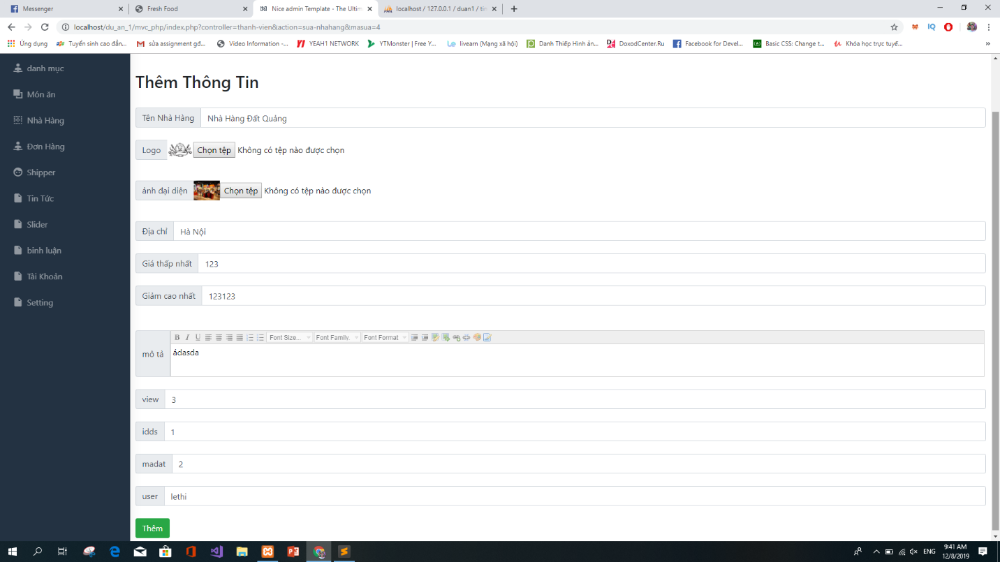 Messenger
Fresh Food
Nice admin Template - The Ultim
localhost / 127.0.0.1 / duan1 / tin
localhost/du_an_1/mvc_php/index.php?controller=thanh-vien&action=sua-nhahang&masua=4
IQ
Ứng dụng
Tuyển sinh cao đẳn...
sửa assignment gd...
Video Information -...
YEAH1 NETWORK
YTMonster | Free Y...
liveam (Mạng xã hội)
Danh Thiếp Hình ản...
DoxodCenter.Ru
Facebook for Devel...
Basic CSS: Change t...
Khóa học trực tuyế...
»
danh mục
Món ăn
Nhà Hàng
Đơn Hàng
Shipper
Tin Tức
Slider
bình luận
Tài Khoản
Setting
Thêm Thông Tin
Tên Nhà Hàng
Nhà Hàng Đất Quảng
Logo
Chọn tệp Không có tệp nào được chọn
ảnh đại diện
Chọn tệp Không có tệp nào được chọn
Địa chỉ
Hà Nội
Giá thấp nhất
123
Giảm cao nhất
123123
mô tả
B I U
Font Size...
Font Family.
Font Format
ádasda
view
3
idds
1
madat
2
user
lethi
Thêm
ENG
9:41 AM
12/8/2019